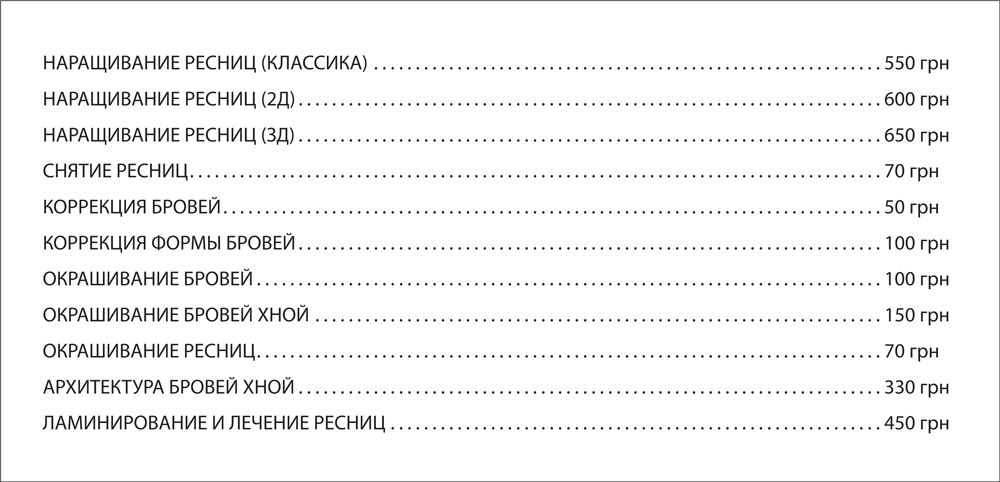 НАРАЩИВАНИЕ РЕСНИЦ (КЛАССИКА) ........................................ 550 грн
НАРАЩИВАНИЕ РЕСНИЦ (2Д) ........................................ 600 грн
НАРАЩИВАНИЕ РЕСНИЦ (3Д) ........................................ 650 грн
СНЯТИЕ РЕСНИЦ ........................................ 70 грн
КОРРЕКЦИЯ БРОВЕЙ ........................................ 50 грн
КОРРЕКЦИЯ ФОРМЫ БРОВЕЙ ........................................ 100 грн
ОКРАШИВАНИЕ БРОВЕЙ ........................................ 100 грн
ОКРАШИВАНИЕ БРОВЕЙ ХНОЙ ........................................ 150 грн
ОКРАШИВАНИЕ РЕСНИЦ ........................................ 70 грн
АРХИТЕКТУРА БРОВЕЙ ХНОЙ ........................................ 330 грн
ЛАМИНИРОВАНИЕ И ЛЕЧЕНИЕ РЕСНИЦ ........................................ 450 грн